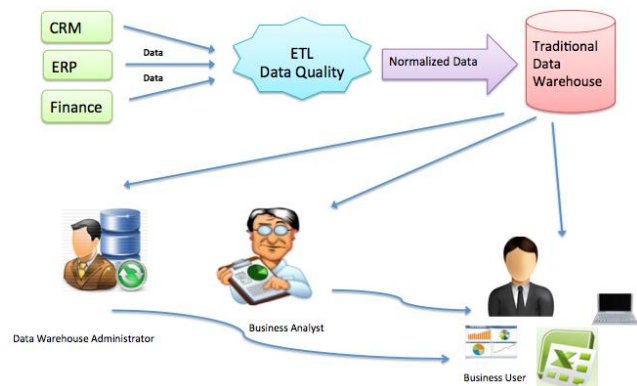 CRM
ERP
Finance
Data
Data
ETL
Data Quality
Normalized Data
Traditional
Data
Warehouse
Data Warehouse Administrator
Business Analyst
Business User